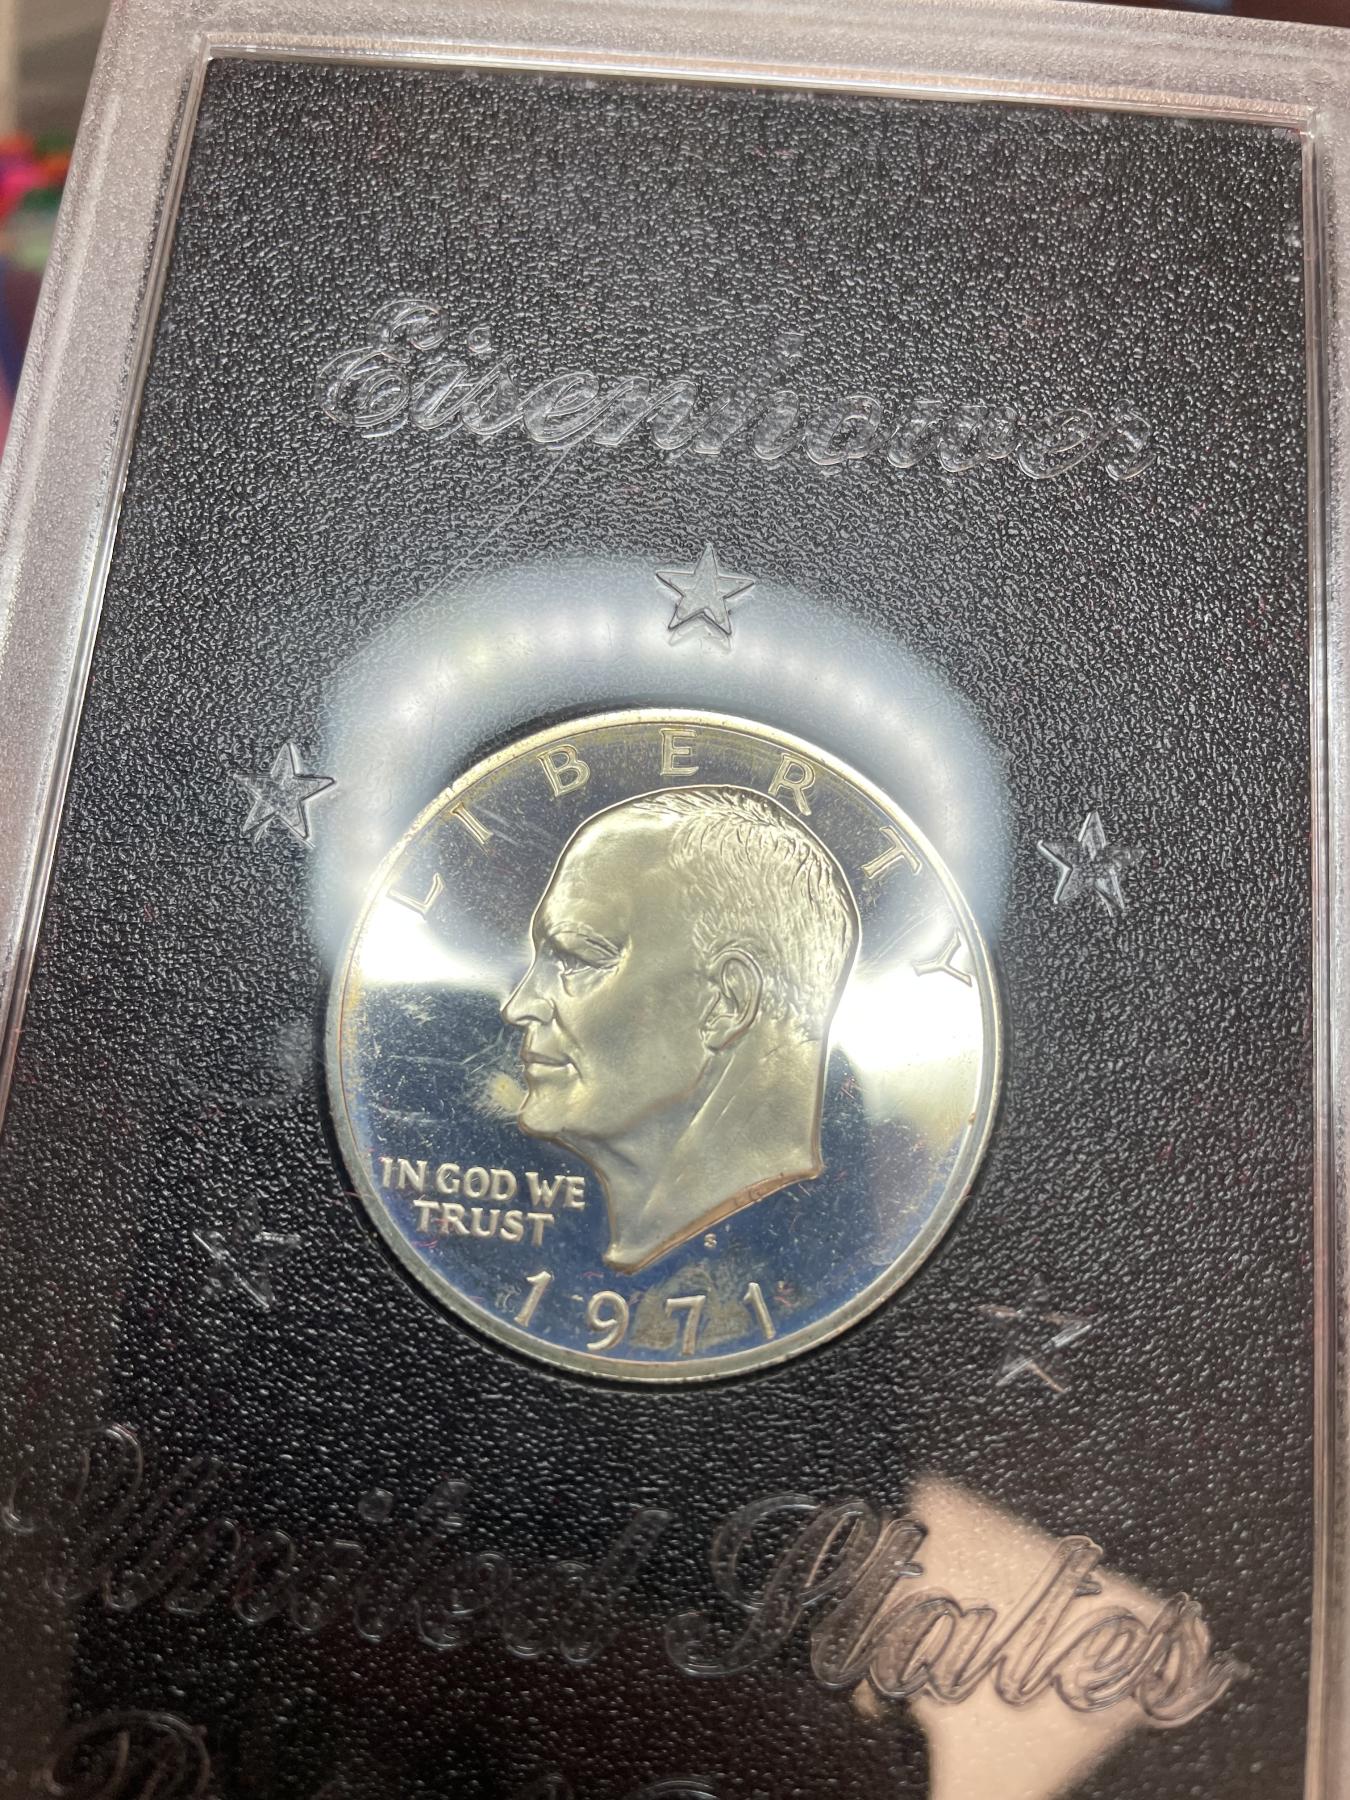 Eisenhower
LIBERTY
IN GOD WE
TRUST
S
1971
United States